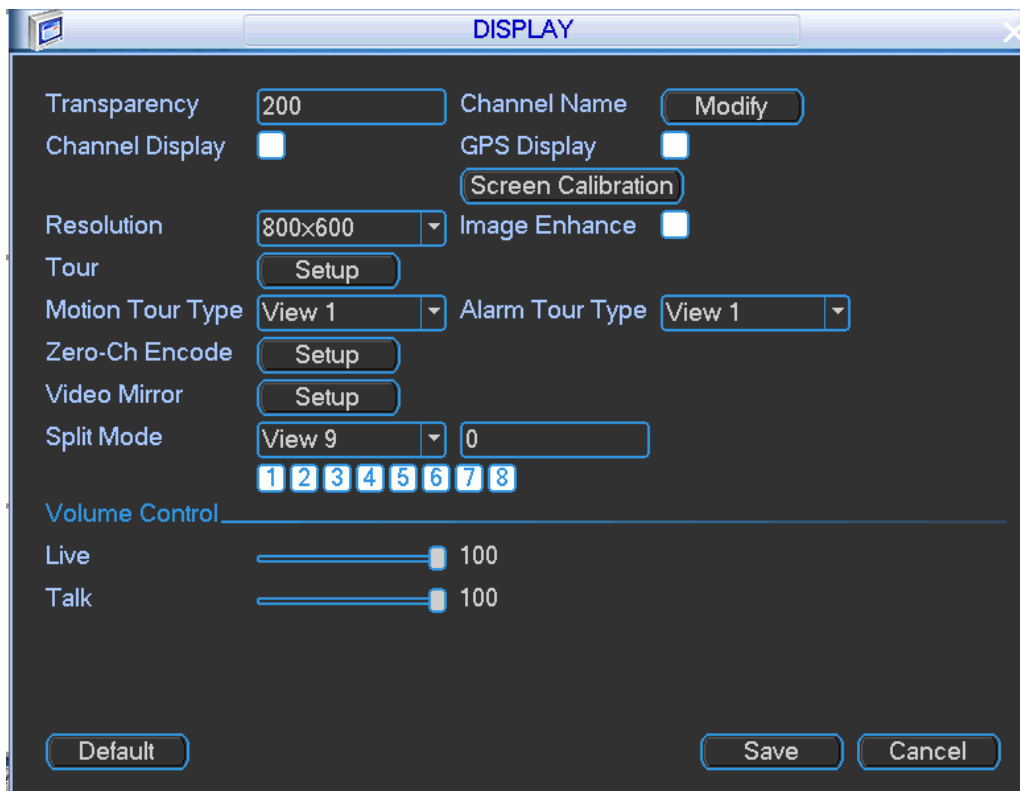 DISPLAY
Transparency 200 Channel Name Modify
Channel Display GPS Display
Screen Calibration
Resolution 800×600 Image Enhance
Tour Setup
Motion Tour Type View 1 Alarm Tour Type View 1
Zero-Ch Encode Setup
Video Mirror Setup
Split Mode View 9 0
1 2 3 4 5 6 7 8
Volume Control
Live 100
Talk 100
Default Save Cancel